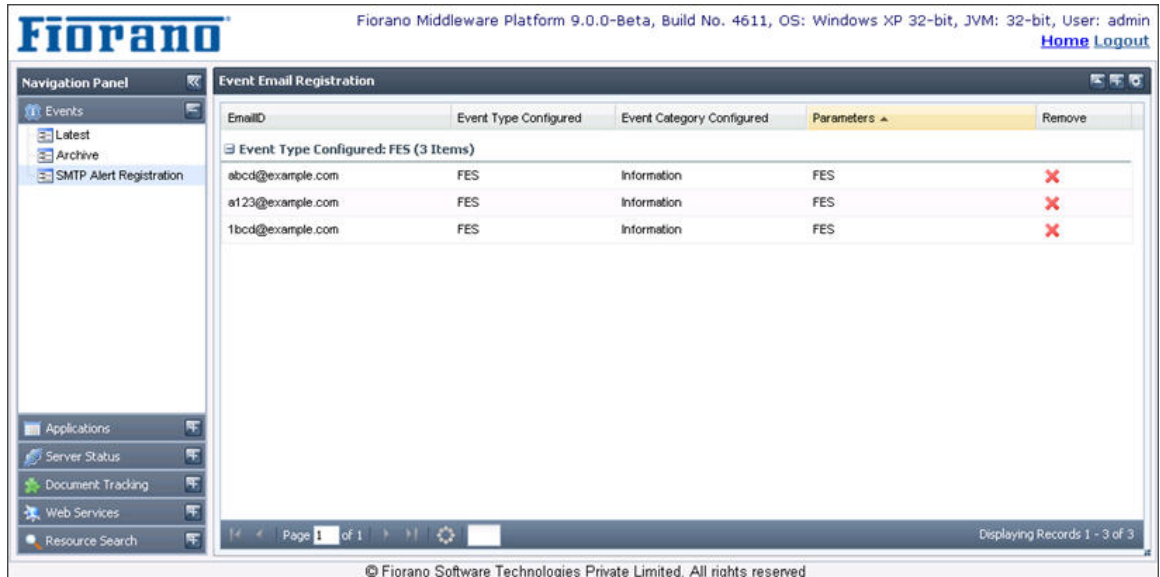 Fiorano
Fiorano Middleware Platform 9.0.0-Beta, Build No. 4611, OS: Windows XP 32-bit, JVM: 32-bit, User: admin
Home Logout
Navigation Panel
Events
Latest
Archive
SMTP Alert Registration
Applications
Server Status
Document Tracking
Web Services
Resource Search
Event Email Registration
EmailID Event Type Configured Event Category Configured Parameters Remove
Event Type Configured: FES (3 Items)
abcd@example.com FES Information FES
a123@example.com FES Information FES
1bcd@example.com FES Information FES
Page 1 of 1
Displaying Records 1 - 3 of 3
© Fiorano Software Technologies Private Limited. All rights reserved